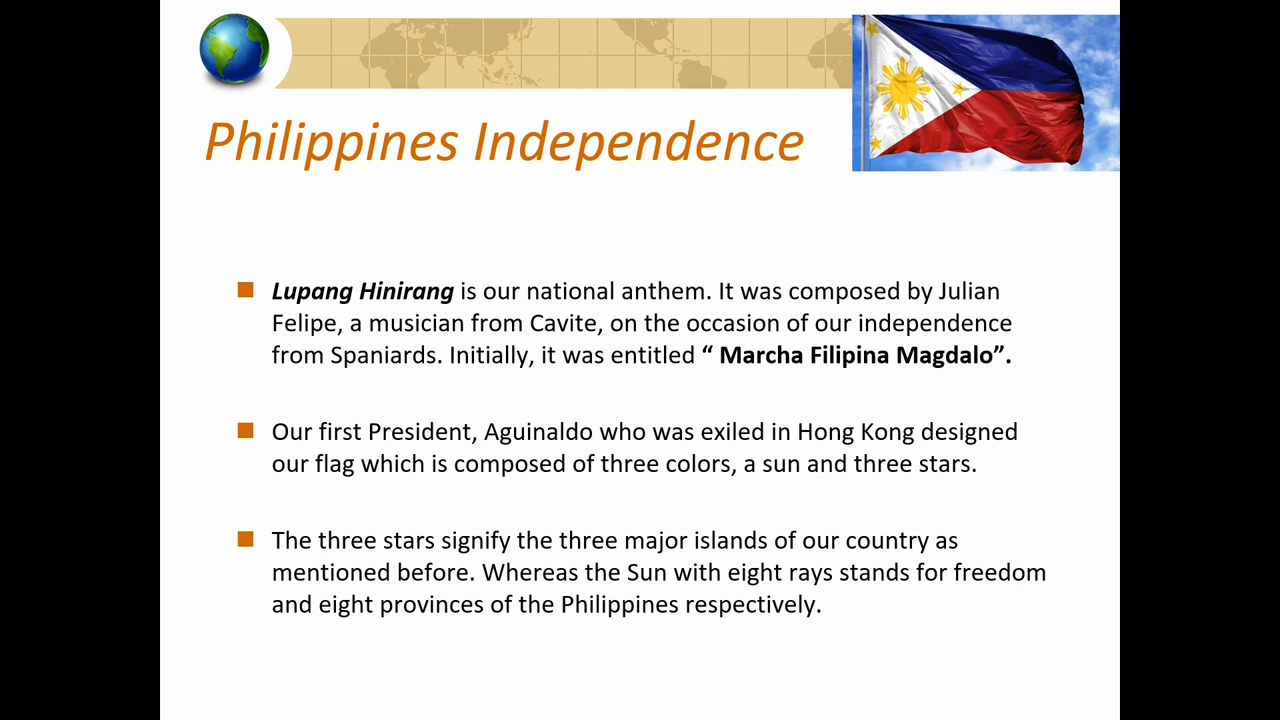 Philippines Independence
Lupang Hinirang is our national anthem. It was composed by Julian
Felipe, a musician from Cavite, on the occasion of our independence
from Spaniards. Initially, it was entitled “ Marcha Filipina Magdalo”.
Our first President, Aguinaldo who was exiled in Hong Kong designed
our flag which is composed of three colors, a sun and three stars.
The three stars signify the three major islands of our country as
mentioned before. Whereas the Sun with eight rays stands for freedom
and eight provinces of the Philippines respectively.